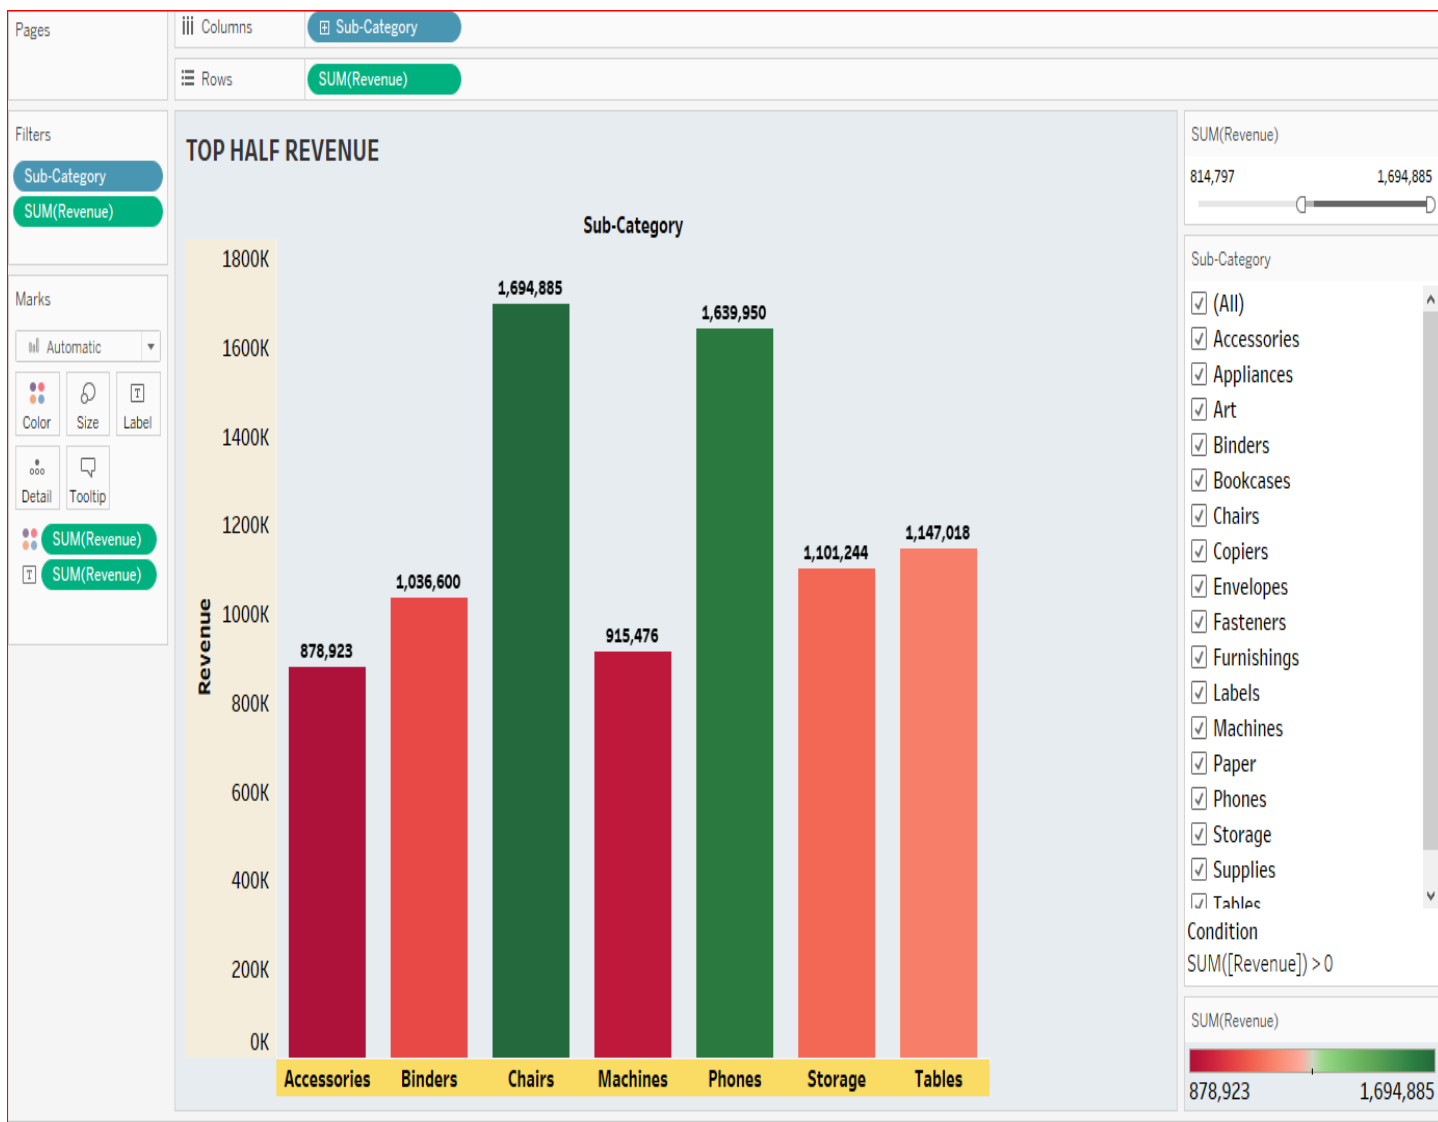 Pages
Columns
Sub-Category
Rows
SUM(Revenue)
Filters
Sub-Category
SUM(Revenue)
Marks
Automatic
Color
Size
T
Label
Detail
Tooltip
SUM(Revenue)
T SUM(Revenue)
TOP HALF REVENUE
Sub-Category
Revenue
1800K
1600K
1400K
1200K
1000K
800K
600K
400K
200K
0K
878,923
1,036,600
1,694,885
915,476
1,639,950
1,101,244
1,147,018
Accessories Binders Chairs Machines Phones Storage Tables
SUM(Revenue)
814,797 1,694,885
Sub-Category
(All)
Accessories
Appliances
Art
Binders
Bookcases
Chairs
Copiers
Envelopes
Fasteners
Furnishings
Labels
Machines
Paper
Phones
Storage
Supplies
Tables
Condition
SUM([Revenue]) > 0
SUM(Revenue)
878,923 1,694,885